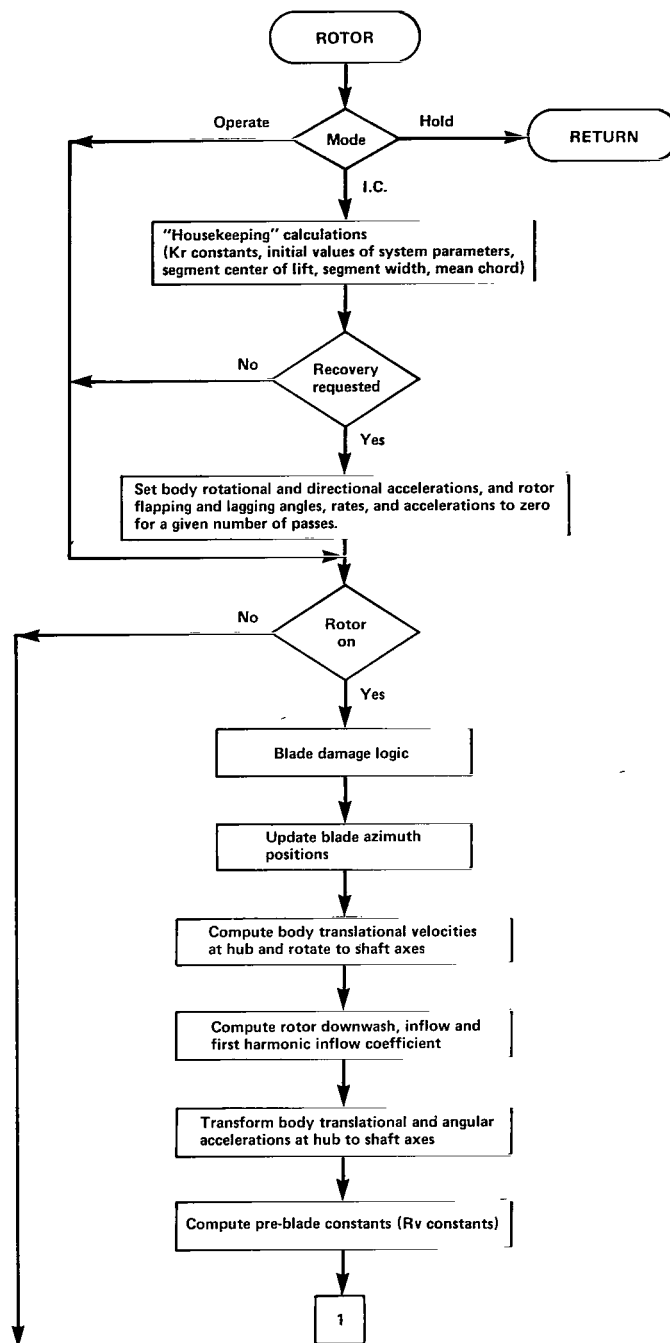 ROTOR
Operate
Mode
Hold
RETURN
I.C.
"Housekeeping" calculations
(Kr constants, initial values of system parameters,
segment center of lift, segment width, mean chord)
No
Recovery
requested
Yes
Set body rotational and directional accelerations, and rotor
flapping and lagging angles, rates, and accelerations to zero
for a given number of passes.
No
Rotor
on
Yes
Blade damage logic
Update blade azimuth
positions
Compute body translational velocities
at hub and rotate to shaft axes
Compute rotor downwash, inflow and
first harmonic inflow coefficient
Transform body translational and angular
accelerations at hub to shaft axes
Compute pre-blade constants (Rv constants)
1